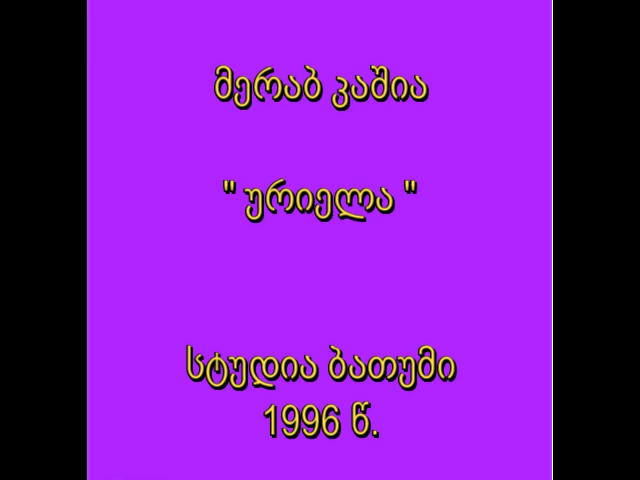 მერაბ კაშია
" ურიელა "
სტუდია ბათუმი
1996 წ.